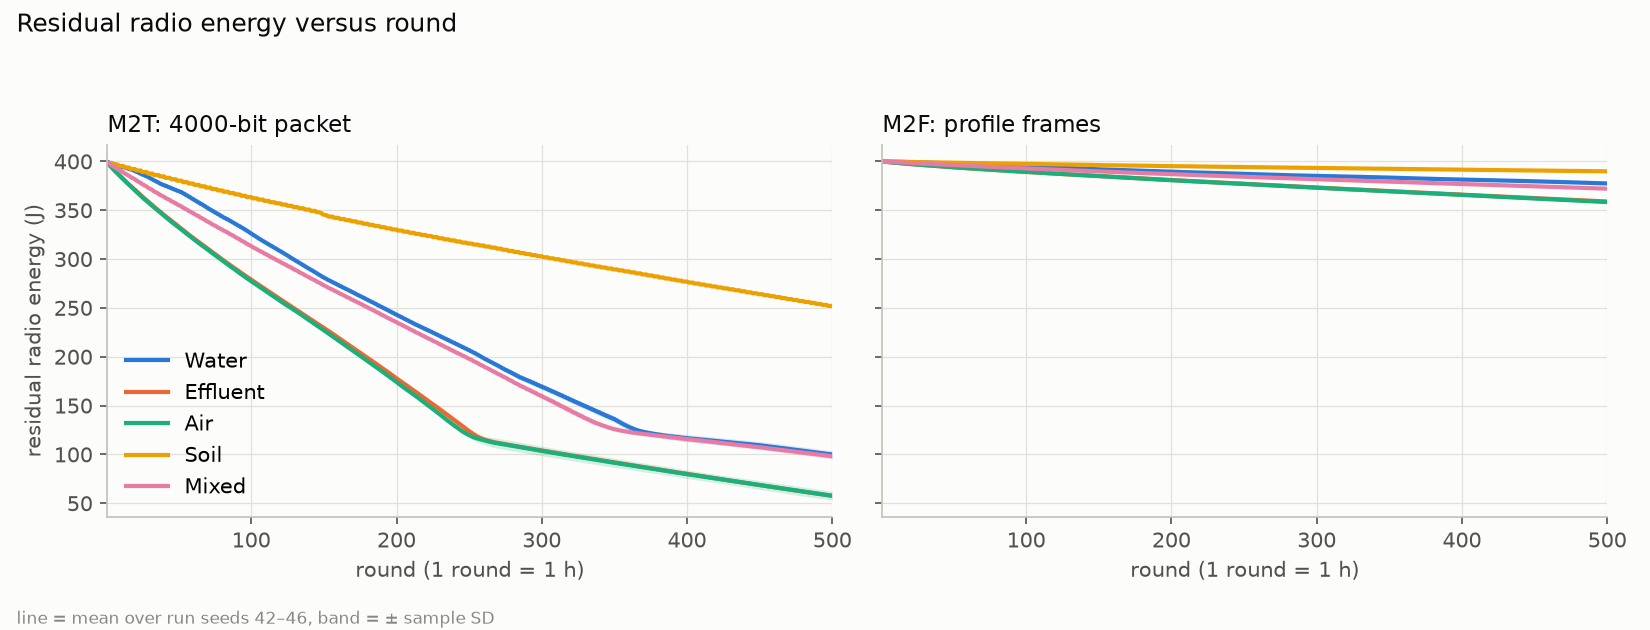 Residual radio energy versus round
M2T: 4000-bit packet
M2F: profile frames
residual radio energy (J)
400
350
300
250
200
150
100
50
Water
Effluent
Air
Soil
Mixed
100 200 300 400 500
100 200 300 400 500
round (1 round = 1 h)
round (1 round = 1 h)
line = mean over run seeds 42–46, band = ± sample SD